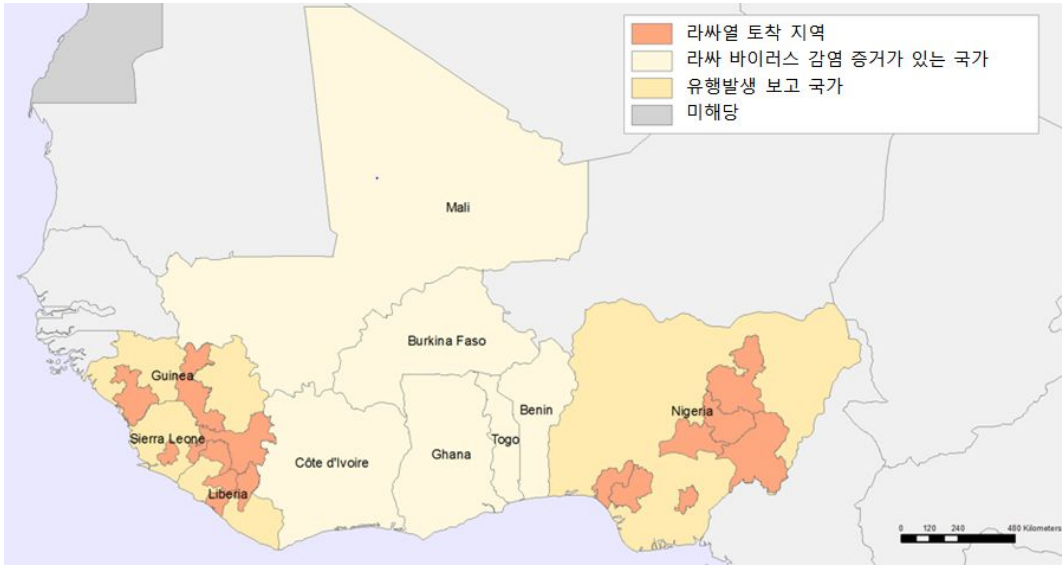 라싸열 토착 지역
라싸 바이러스 감염 증거가 있는 국가
유행발생 보고 국가
미해당
Mali
Burkina Faso
Guinea
Benin
Nigeria
Sierra Leone
Togo
Ghana
Côte d'Ivoire
Liberia
0 120 240 480 Kilometers